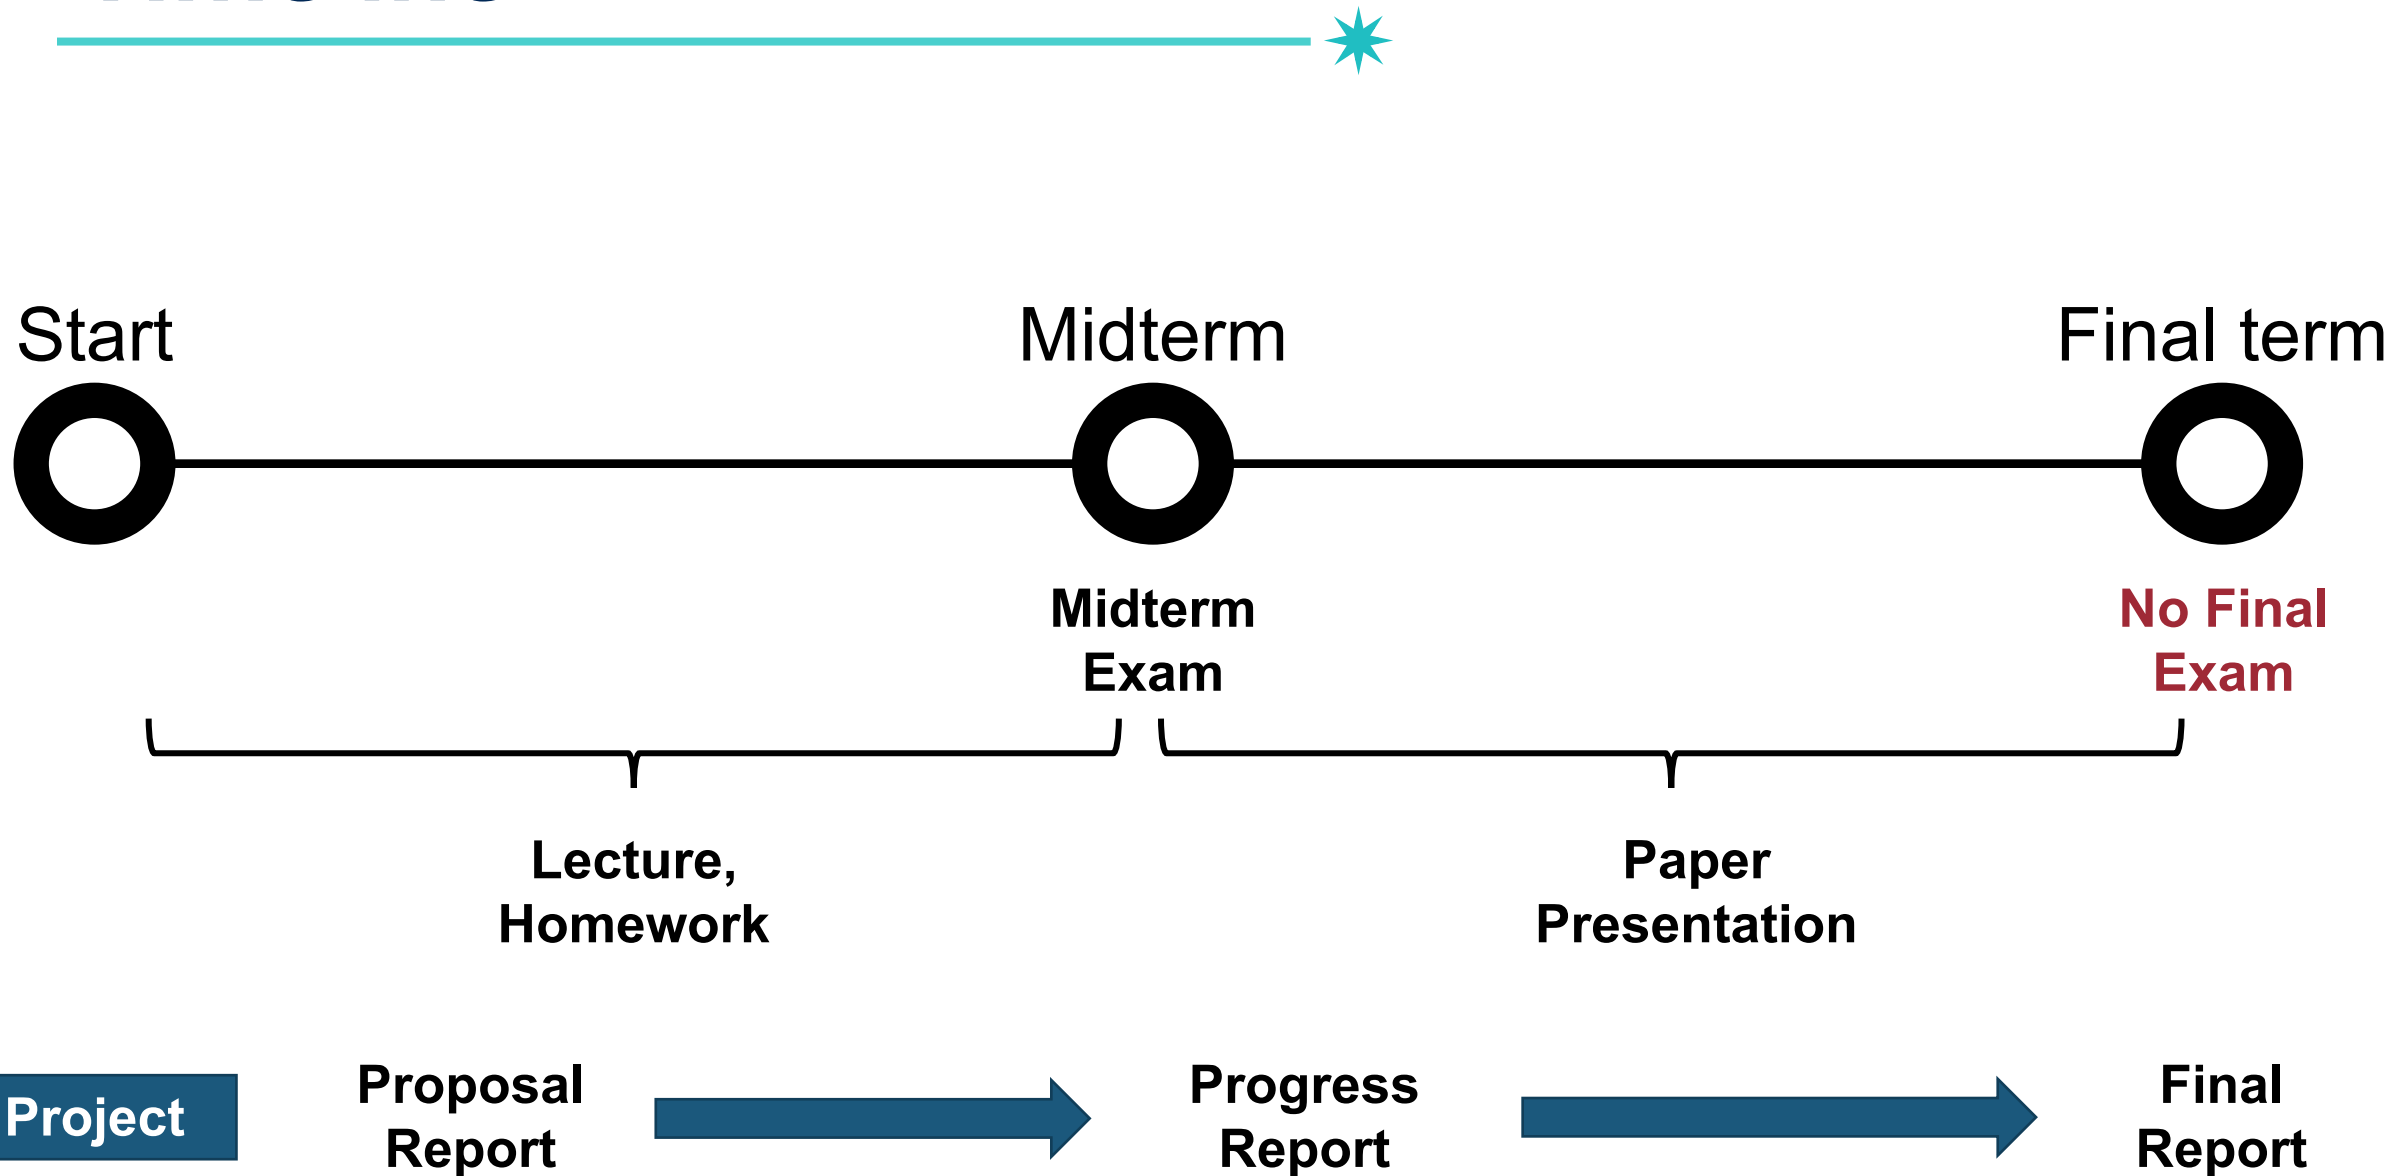 Start
Midterm
Final term
Midterm
Exam
No Final
Exam
Lecture,
Homework
Paper
Presentation
Project
Proposal
Report
Progress
Report
Final
Report